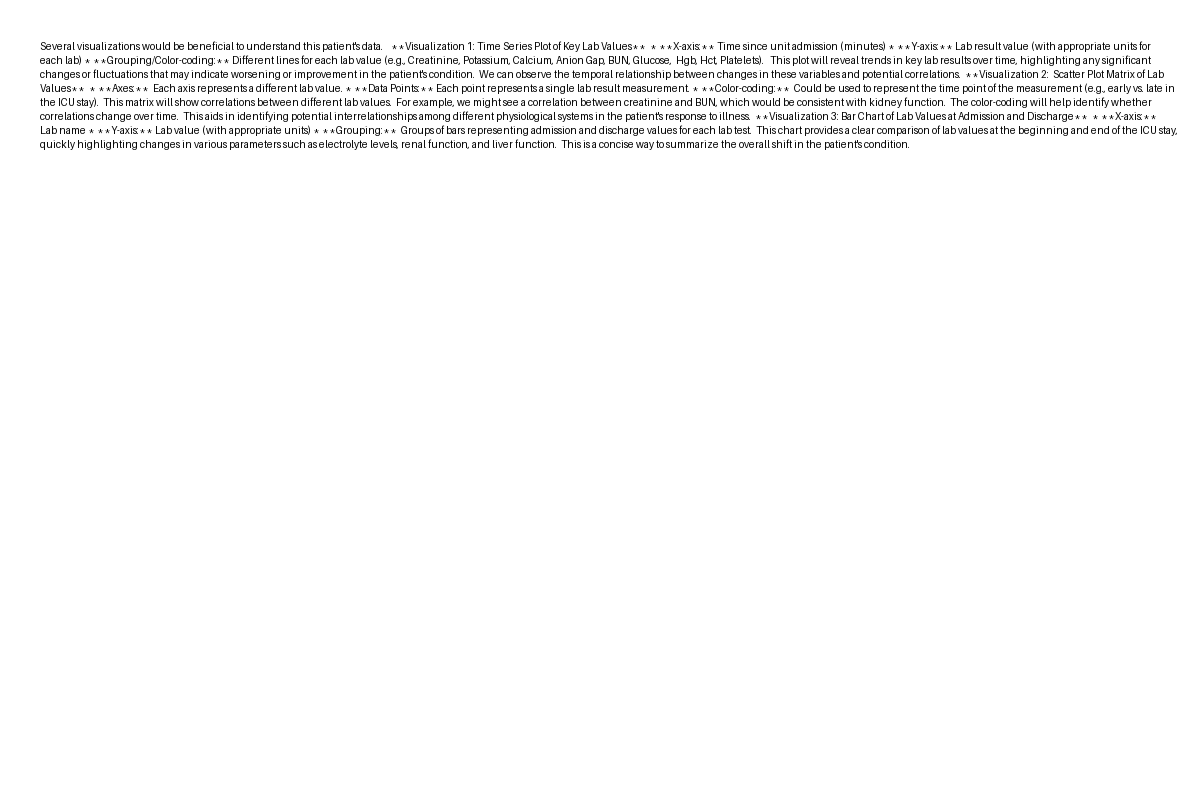 Several visualizations would be beneficial to understand this patient's data.   **Visualization 1: Time Series Plot of Key Lab Values**  * **X-axis:** Time since unit admission (minutes) * **Y-axis:** Lab result value (with appropriate units for
each lab) * **Grouping/Color-coding:** Different lines for each lab value (e.g., Creatinine, Potassium, Calcium, Anion Gap, BUN, Glucose,  Hgb, Hct, Platelets).   This plot will reveal trends in key lab results over time, highlighting any significant
changes or fluctuations that may indicate worsening or improvement in the patient's condition.  We can observe the temporal relationship between changes in these variables and potential correlations.  **Visualization 2:  Scatter Plot Matrix of Lab
Values**  * **Axes:**  Each axis represents a different lab value. * **Data Points:** Each point represents a single lab result measurement. * **Color-coding:**  Could be used to represent the time point of the measurement (e.g., early vs. late in
the ICU stay).  This matrix will show correlations between different lab values.  For example, we might see a correlation between creatinine and BUN, which would be consistent with kidney function.  The color-coding will help identify whether
correlations change over time.  This aids in identifying potential interrelationships among different physiological systems in the patient's response to illness.  **Visualization 3: Bar Chart of Lab Values at Admission and Discharge**  * **X-axis:**
Lab name * **Y-axis:** Lab value (with appropriate units) * **Grouping:**  Groups of bars representing admission and discharge values for each lab test.  This chart provides a clear comparison of lab values at the beginning and end of the ICU stay,
quickly highlighting changes in various parameters such as electrolyte levels, renal function, and liver function.  This is a concise way to summarize the overall shift in the patient's condition.